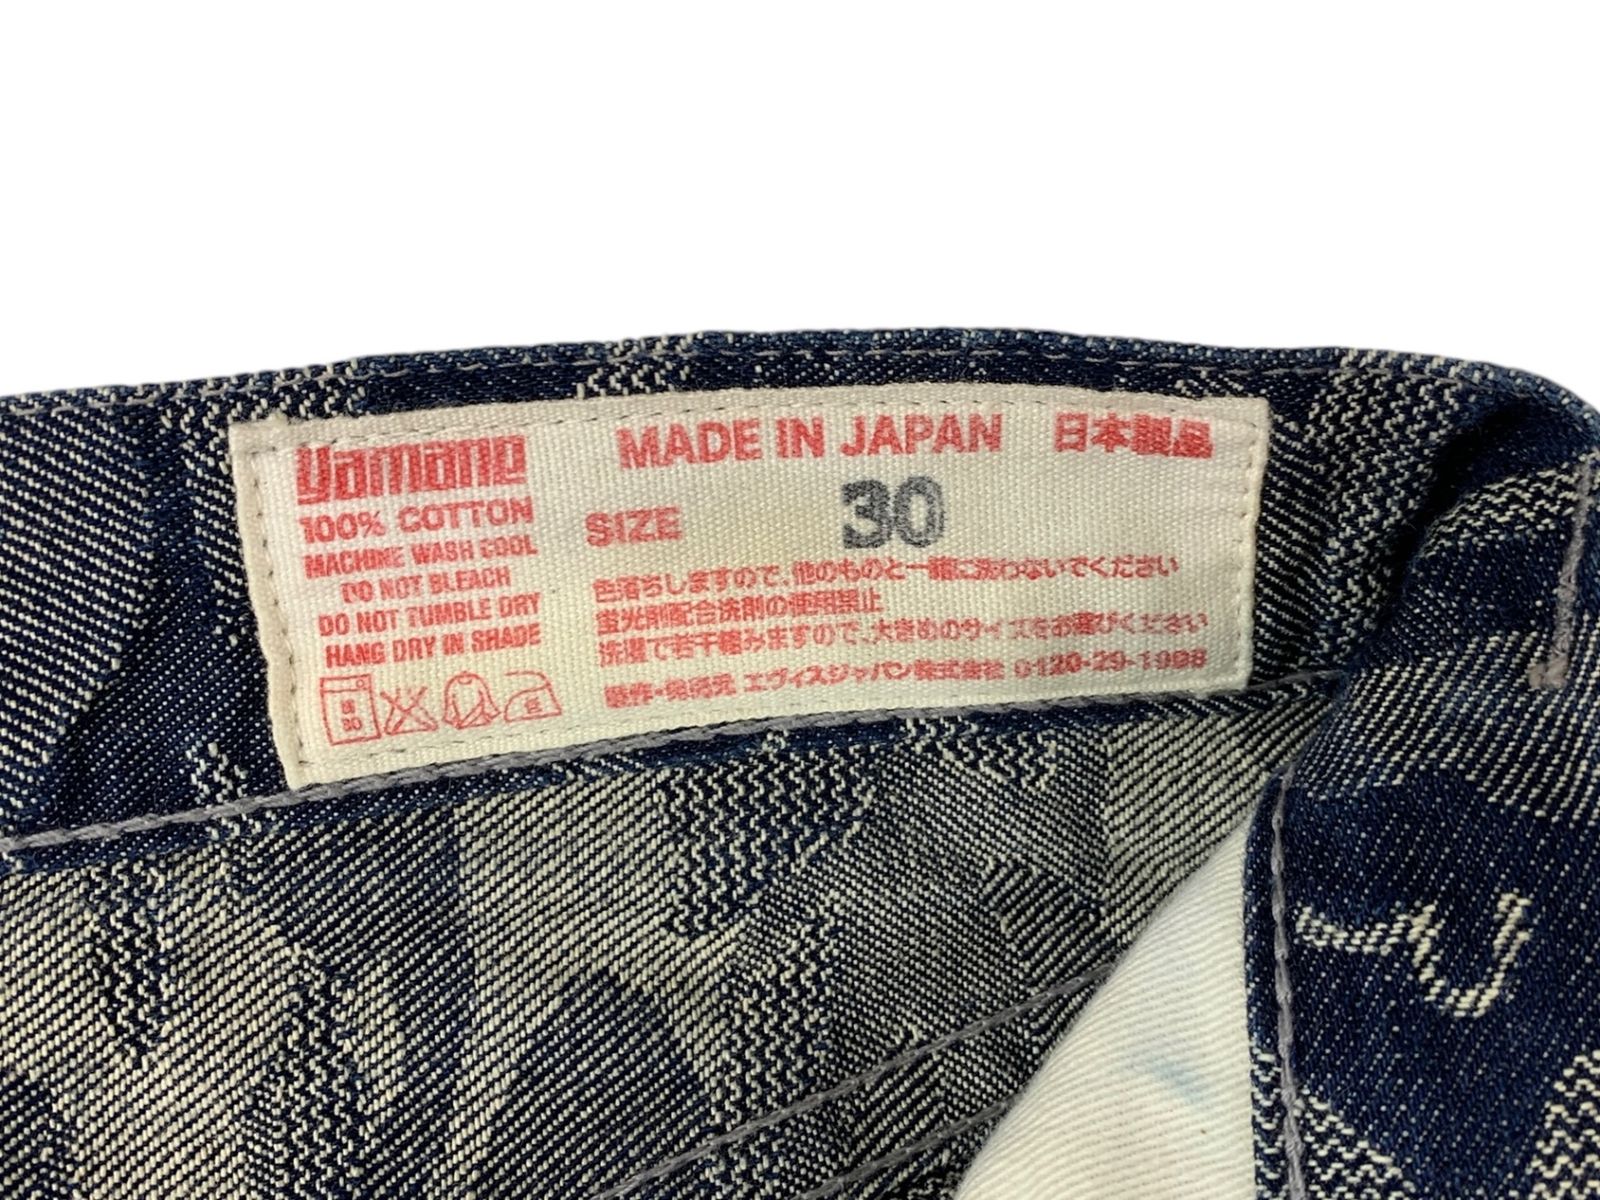 yamane
100% COTTON
MACHINE WASH COOL
DO NOT BLEACH
DO NOT TUMBLE DRY
HANG DRY IN SHADE
MADE IN JAPAN 日本製品
SIZE 30
色落ちしますので、他のものと一緒に洗わないでください
蛍光剤配合洗剤の使用禁止
洗濯で若干縮みますので、大きめのサイズをお選びください
製作・発売元 エヴィスジャパン株式会社 0120-29-1908